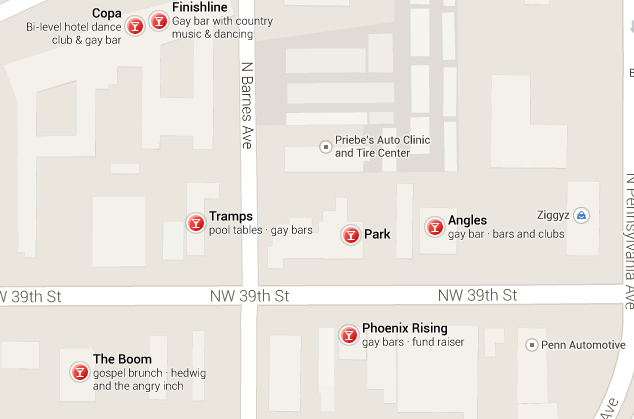 Copa
Bi-level hotel dance
club & gay bar
Finishline
Gay bar with country
music & dancing
N Barnes Ave
Priebe's Auto Clinic
and Tire Center
Tramps
pool tables · gay bars
Park
Angles
gay bar · bars and clubs
Ziggyz
N Pennsylvania Ave
W 39th St
NW 39th St
NW 39th St
Phoenix Rising
gay bars · fund raiser
Penn Automotive
The Boom
gospel brunch · hedwig
and the angry inch
Ave